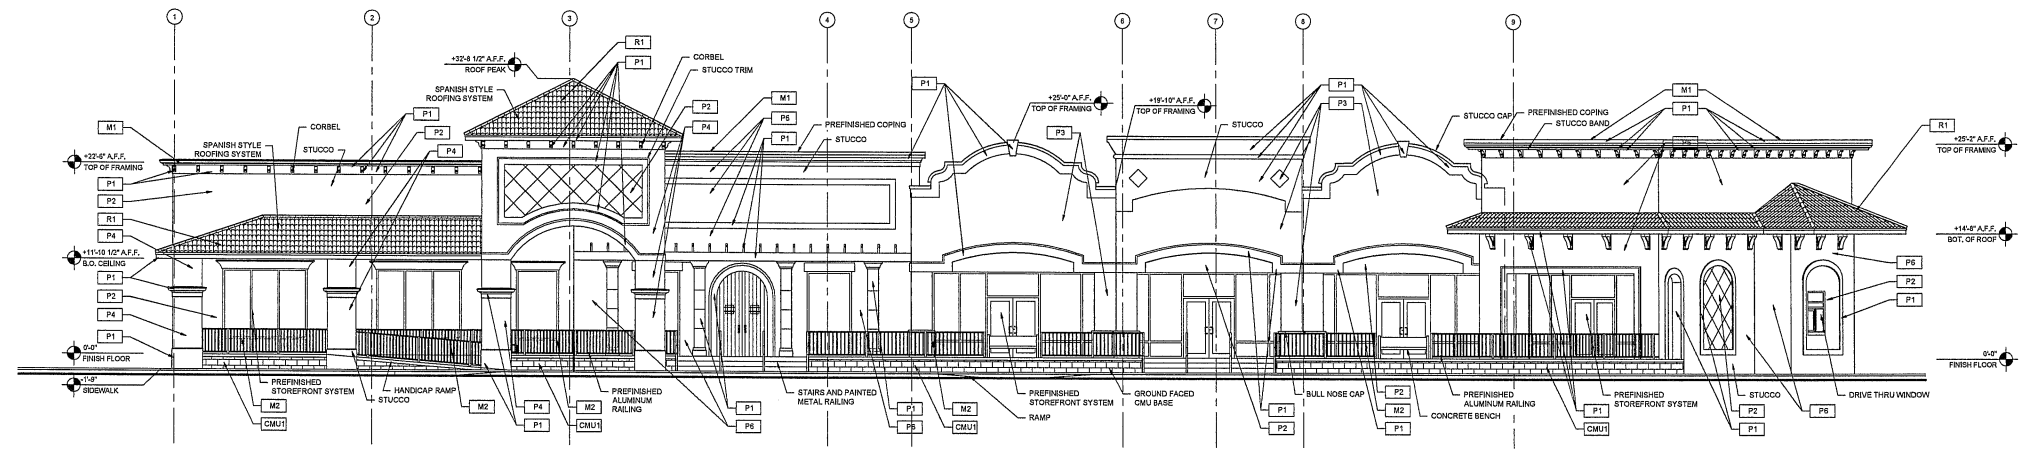 1 2 3 4 5 6 7 8 9
R1
P1
CORBEL
STUCCO TRIM
+32'-8 1/2" A.F.F.
ROOF PEAK
SPANISH STYLE
ROOFING SYSTEM
P2
P4
M1
P6
P1
PREFINISHED COPING
STUCCO
P1
+25'-0" A.F.F.
TOP OF FRAMING
+19'-10" A.F.F.
TOP OF FRAMING
P3
STUCCO
P1
P3
STUCCO CAP
PREFINISHED COPING
STUCCO BAND
M1
P1
R1
+25'-2" A.F.F.
TOP OF FRAMING
M1
CORBEL
P1
P2
P4
SPANISH STYLE
ROOFING SYSTEM
STUCCO
+22'-6" A.F.F.
TOP OF FRAMING
P1
P2
R1
P4
+11'-10 1/2" A.F.F.
B.O. CEILING
P1
P2
P4
P1
0'-0"
FINISH FLOOR
SIDEWALK
+14'-8" A.F.F.
BOT. OF ROOF
P6
P2
P1
0'-0"
FINISH FLOOR
PREFINISHED
STOREFRONT SYSTEM
M2
CMU1
HANDICAP RAMP
STUCCO
M2
P4
P1
M2
CMU1
PREFINISHED
ALUMINUM
RAILING
P1
P6
STAIRS AND PAINTED
METAL RAILING
P1
P6
M2
CMU1
PREFINISHED
STOREFRONT SYSTEM
RAMP
GROUND FACED
CMU BASE
P1
P2
BULL NOSE CAP
P2
M2
P1
PREFINISHED
ALUMINUM RAILING
CONCRETE BENCH
P1
CMU1
PREFINISHED
STOREFRONT SYSTEM
STUCCO
P2
P1
P6
DRIVE THRU WINDOW